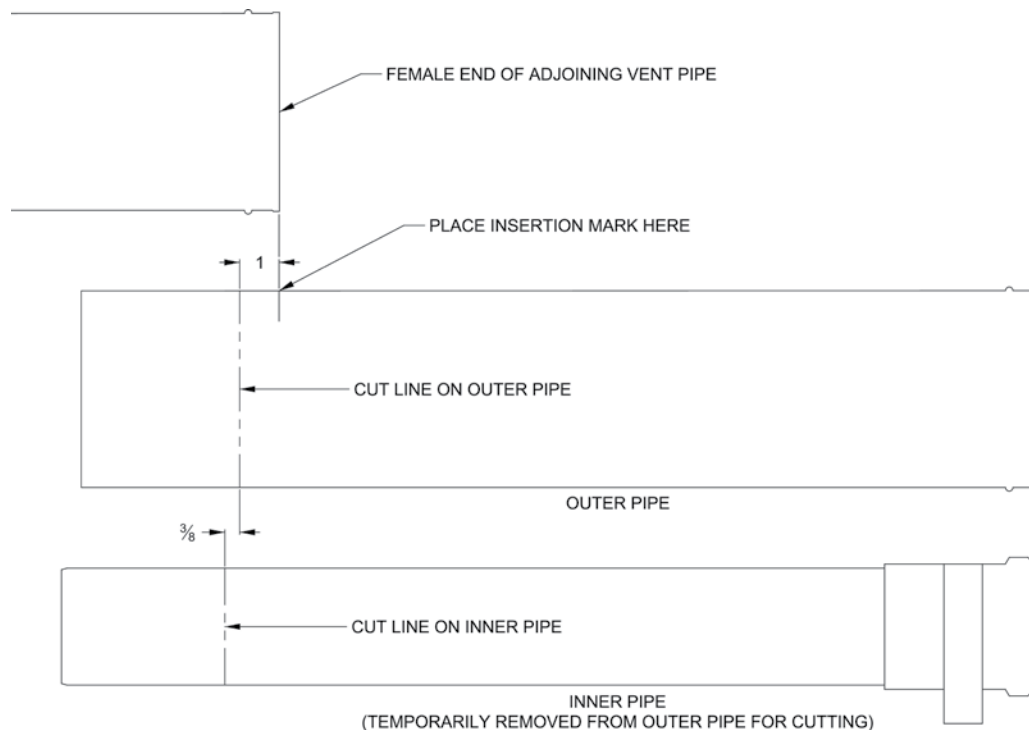 FEMALE END OF ADJOINING VENT PIPE
PLACE INSERTION MARK HERE
1
CUT LINE ON OUTER PIPE
OUTER PIPE
⅜
CUT LINE ON INNER PIPE
INNER PIPE
(TEMPORARILY REMOVED FROM OUTER PIPE FOR CUTTING)